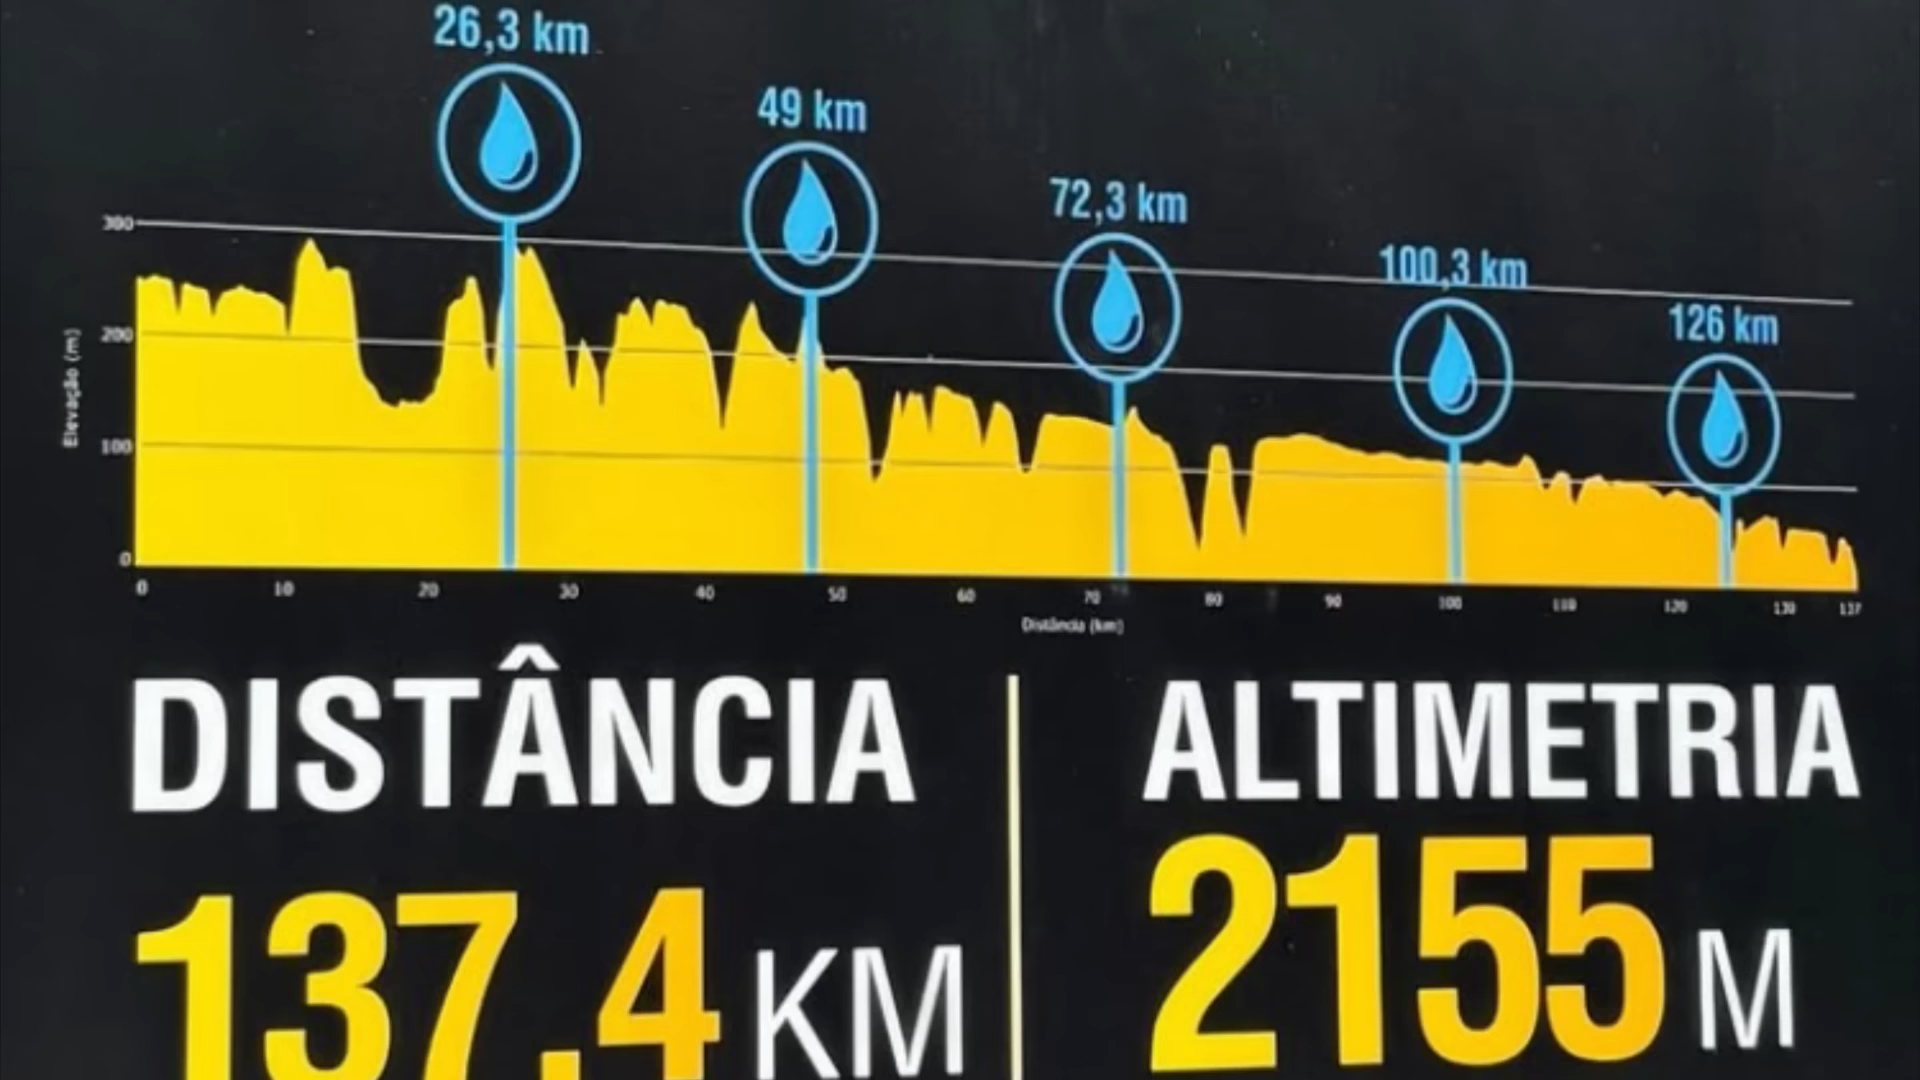 26,3 km
49 km
72,3 km
100,3 km
126 km
300
200
100
0
Elevação (m)
0 10 20 30 40 50 60 70 80 90 100 110 120 130 137
Distância (km)
DISTÂNCIA
137.4 KM
ALTIMETRIA
2155 M